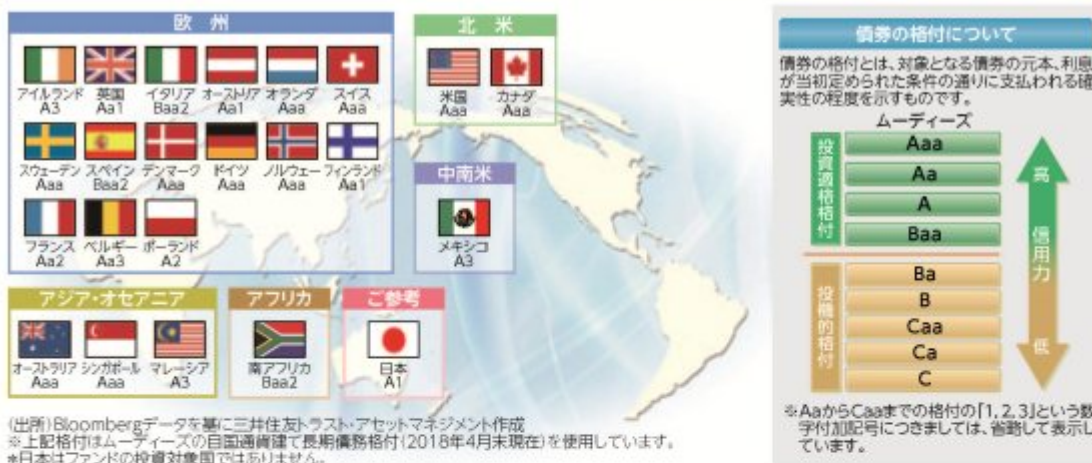 欧 州
アイルランド 英国 イタリア オーストリア オランダ スイス
A3 Aa1 Baa2 Aa1 Aaa Aaa
スウェーデン スペイン デンマーク ドイツ ノルウェー フィンランド
Aaa Baa2 Aaa Aaa Aaa Aa1
フランス ベルギー ポーランド
Aa2 Aa3 A2
北 米
米国 カナダ
Aaa Aaa
中南米
メキシコ
A3
アジア・オセアニア
オーストラリア シンガポール マレーシア
Aaa Aaa A3
アフリカ
南アフリカ
Baa2
ご参考
日本
A1
(出所)Bloombergデータを基に三井住友トラスト・アセットマネジメント作成
※上記格付はムーディーズの自国通貨建て長期債務格付(2018年4月末現在)を使用しています。
*日本はファンドの投資対象国ではありません。
債券の格付について
債券の格付とは、対象となる債券の元本、利息
が当初定められた条件の通りに支払われる確
実性の程度を示すものです。
ムーディーズ
投資適格格付
Aaa
Aa
A
Baa
投機的格付
Ba
B
Caa
Ca
C
高
信用力
低
※AaからCaaまでの格付の「1, 2, 3」という数
字付加記号につきましては、省略して表示し
ています。